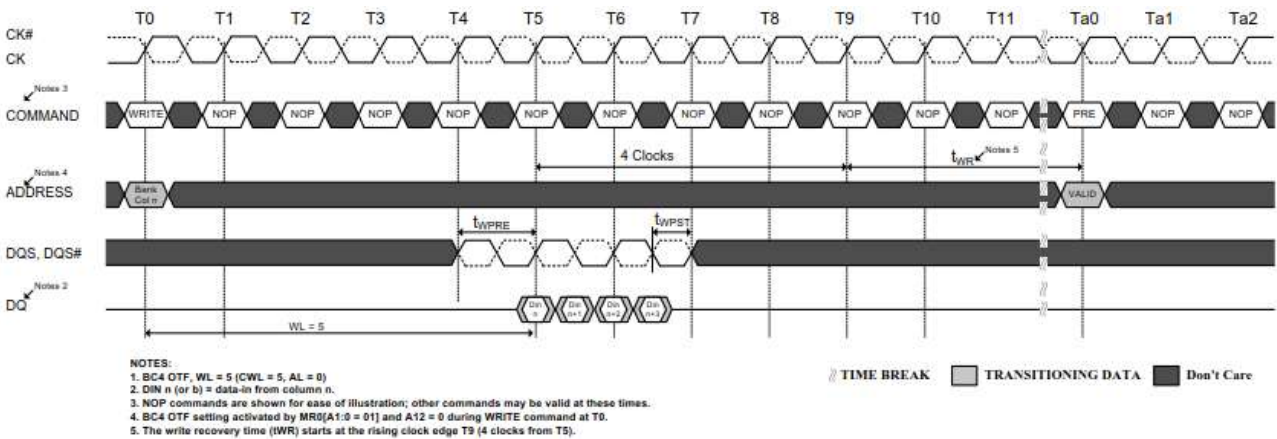 T0 T1 T2 T3 T4 T5 T6 T7 T8 T9 T10 T11 Ta0 Ta1 Ta2
CK#
CK
Notes 3
COMMAND WRITE NOP NOP NOP NOP NOP NOP NOP NOP NOP NOP NOP PRE NOP NOP
4 Clocks tWR Notes 5
Notes 4
ADDRESS Bank Col n VALID
tWPRE tWPST
DQS, DQS#
Notes 2
DQ Din n Din n+1 Din n+2 Din n+3
WL = 5
NOTES:
1. BC4 OTF, WL = 5 (CWL = 5, AL = 0)
2. DIN n (or b) = data-in from column n.
3. NOP commands are shown for ease of illustration; other commands may be valid at these times.
4. BC4 OTF setting activated by MR0[A1:0 = 01] and A12 = 0 during WRITE command at T0.
5. The write recovery time (tWR) starts at the rising clock edge T9 (4 clocks from T5).
TIME BREAK TRANSITIONING DATA Don't Care